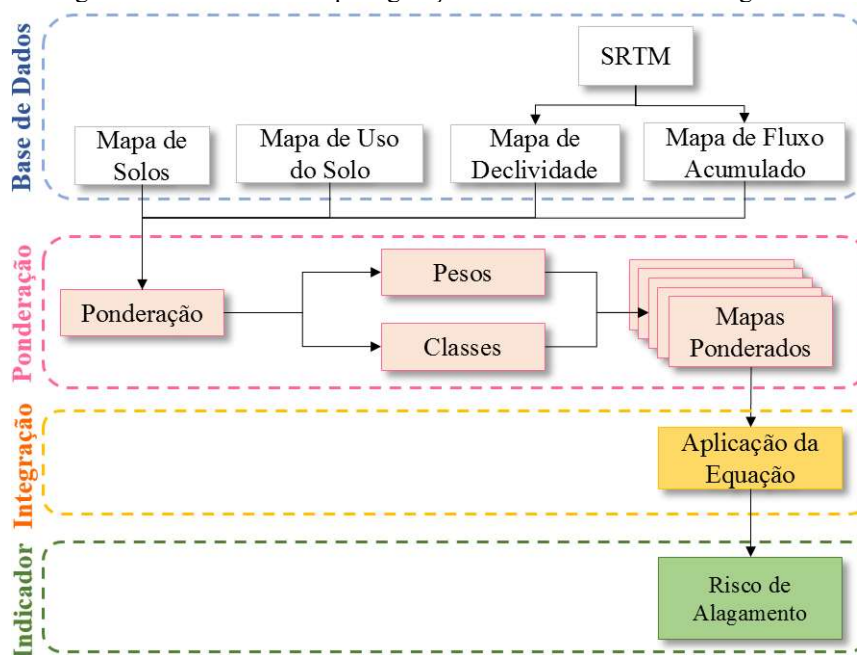 Base de Dados
SRTM
Mapa de
Solos
Mapa de Uso
do Solo
Mapa de
Declividade
Mapa de Fluxo
Acumulado
Ponderação
Ponderação
Pesos
Classes
Mapas
Ponderados
Integração
Aplicação da
Equação
Indicador
Risco de
Alagamento